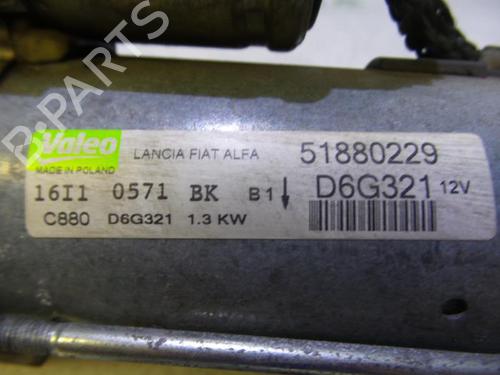 B-PARTS
Valeo
MADE IN POLAND
LANCIA FIAT ALFA
51880229
16I1 0571 BK B1
D6G321 12V
C880 D6G321 1.3 KW